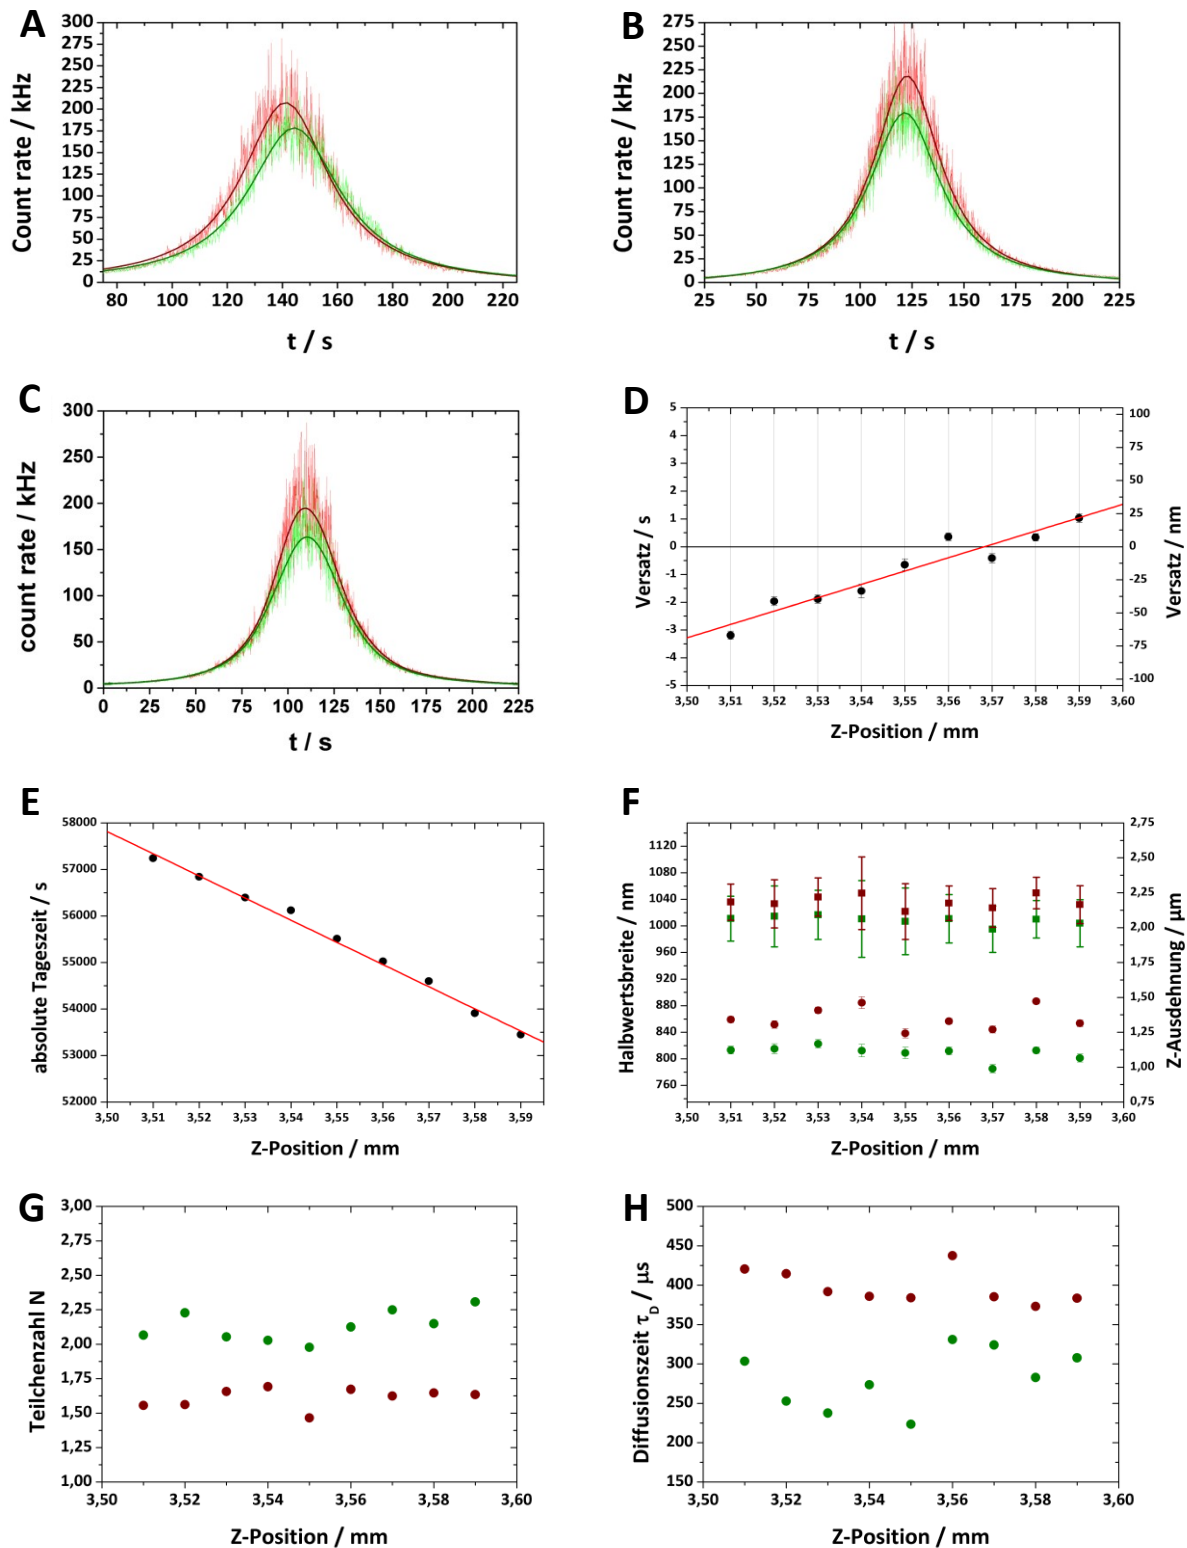 A
300
275
250
225
200
175
150
125
100
75
50
25
0
Count rate / kHz
80 100 120 140 160 180 200 220
t / s
B
275
250
225
200
175
150
125
100
75
50
25
0
Count rate / kHz
25 50 75 100 125 150 175 200 225
t / s
C
300
250
200
150
100
50
0
count rate / kHz
0 25 50 75 100 125 150 175 200 225
t / s
D
5
4
3
2
1
0
-1
-2
-3
-4
-5
Versatz / s
100
75
50
25
0
-25
-50
-75
-100
Versatz / nm
3,50 3,51 3,52 3,53 3,54 3,55 3,56 3,57 3,58 3,59 3,60
Z-Position / mm
E
58000
57000
56000
55000
54000
53000
52000
absolute Tageszeit / s
3,50 3,51 3,52 3,53 3,54 3,55 3,56 3,57 3,58 3,59
Z-Position / mm
F
1120
1080
1040
1000
960
920
880
840
800
760
Halbwertsbreite / nm
2,75
2,50
2,25
2,00
1,75
1,50
1,25
1,00
0,75
Z-Ausdehnung / µm
3,50 3,51 3,52 3,53 3,54 3,55 3,56 3,57 3,58 3,59 3,60
Z-Position / mm
G
3,00
2,75
2,50
2,25
2,00
1,75
1,50
1,25
1,00
Teilchenzahl N
3,50 3,52 3,54 3,56 3,58 3,60
Z-Position / mm
H
500
450
400
350
300
250
200
150
Diffusionszeit τD / µs
3,50 3,52 3,54 3,56 3,58 3,60
Z-Position / mm